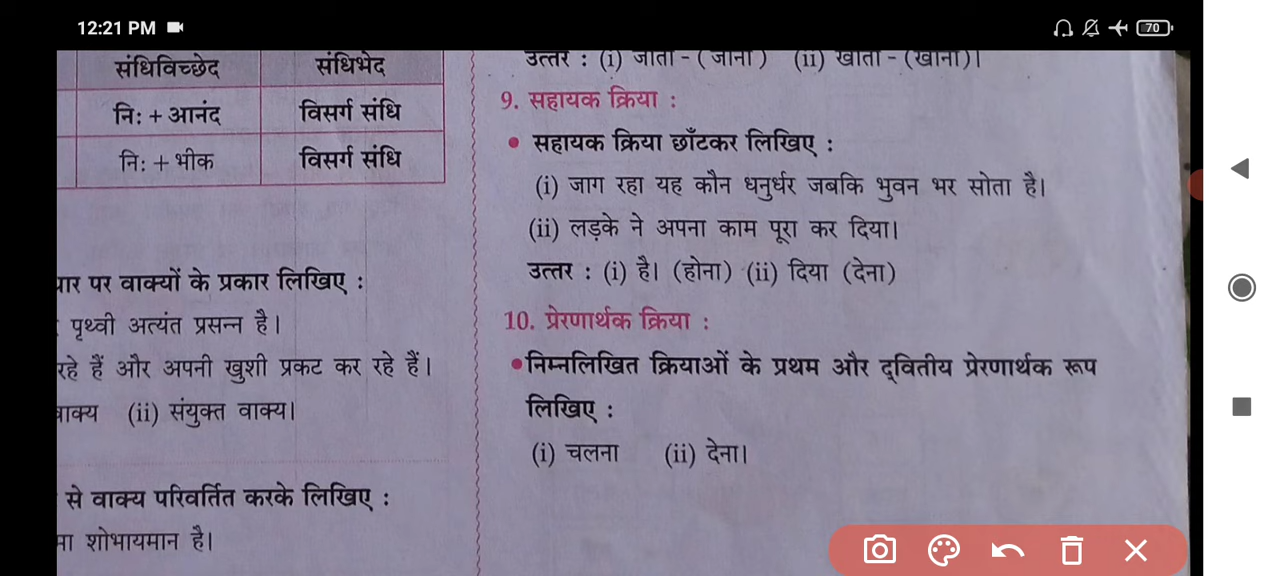 12:21 PM
70
संधिविच्छेद संधिभेद
निः + आनंद विसर्ग संधि
निः + भीक विसर्ग संधि
पर वाक्यों के प्रकार लिखिए :
पृथ्वी अत्यंत प्रसन्न है।
रहे हैं और अपनी खुशी प्रकट कर रहे हैं।
(ii) संयुक्त वाक्य।
से वाक्य परिवर्तित करके लिखिए :
शोभायमान है।
उत्तर : (i) जाता - (जाना) (ii) खाता - (खाना)।
9. सहायक क्रिया :
• सहायक क्रिया छाँटकर लिखिए :
(i) जाग रहा यह कौन धनुर्धर जबकि भुवन भर सोता है।
(ii) लड़के ने अपना काम पूरा कर दिया।
उत्तर : (i) है। (होना) (ii) दिया (देना)
10. प्रेरणार्थक क्रिया :
• निम्नलिखित क्रियाओं के प्रथम और द्वितीय प्रेरणार्थक रूप
लिखिए :
(i) चलना (ii) देना।